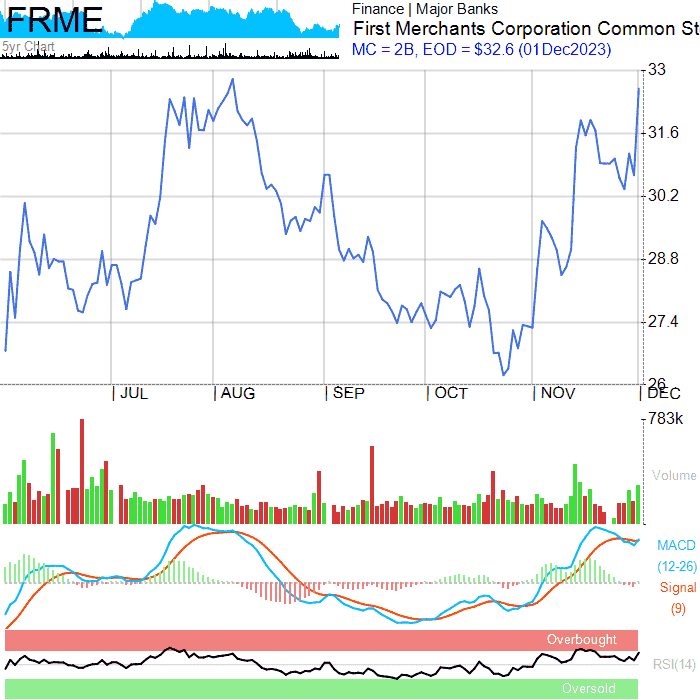 FRME
5yr Chart
Finance | Major Banks
First Merchants Corporation Common St
MC = 2B, EOD = $32.6 (01Dec2023)
33
31.6
30.2
28.8
27.4
26
| JUL | AUG | SEP | OCT | NOV | DEC
783k
Volume
MACD
(12-26)
Signal
(9)
Overbought
RSI(14)
Oversold